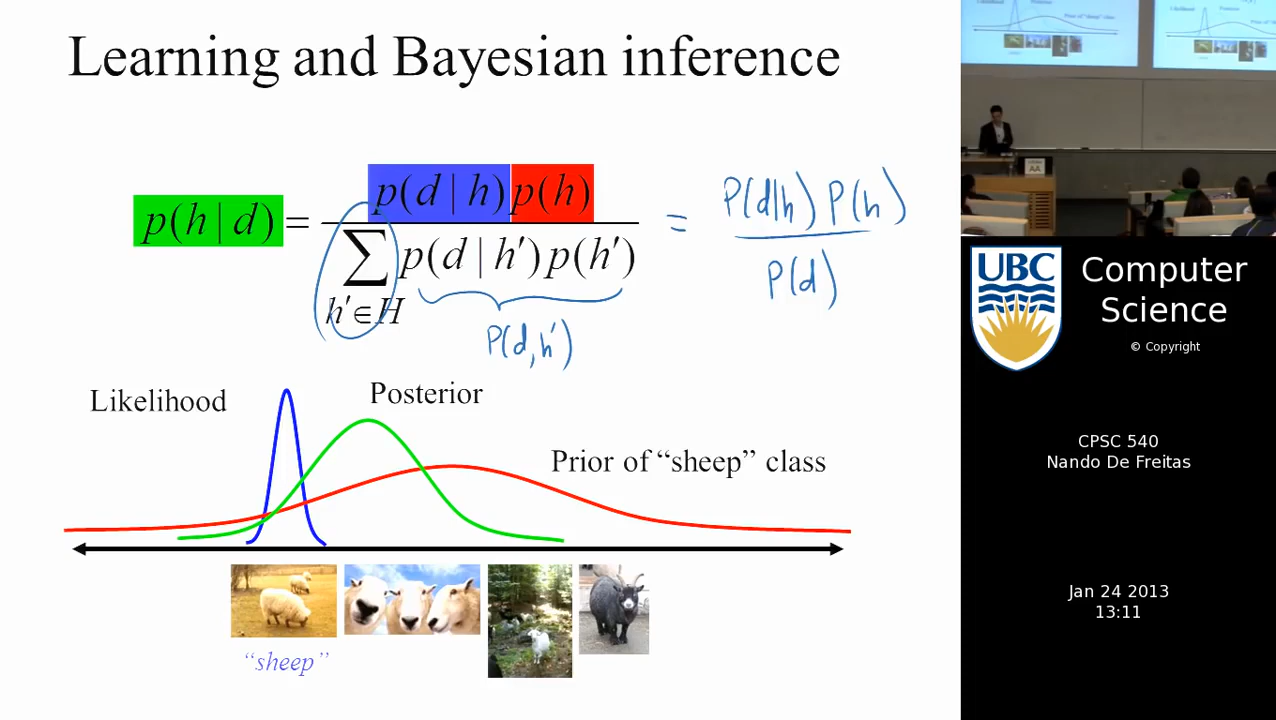 Learning and Bayesian inference
p(h | d) = p(d | h) p(h) / ∑ h′∈H p(d | h′) p(h′) = P(d|h) P(h) / P(d)
P(d,h′)
Likelihood
Posterior
Prior of “sheep” class
“sheep”
UBC
Computer
Science
© Copyright
CPSC 540
Nando De Freitas
Jan 24 2013
13:11